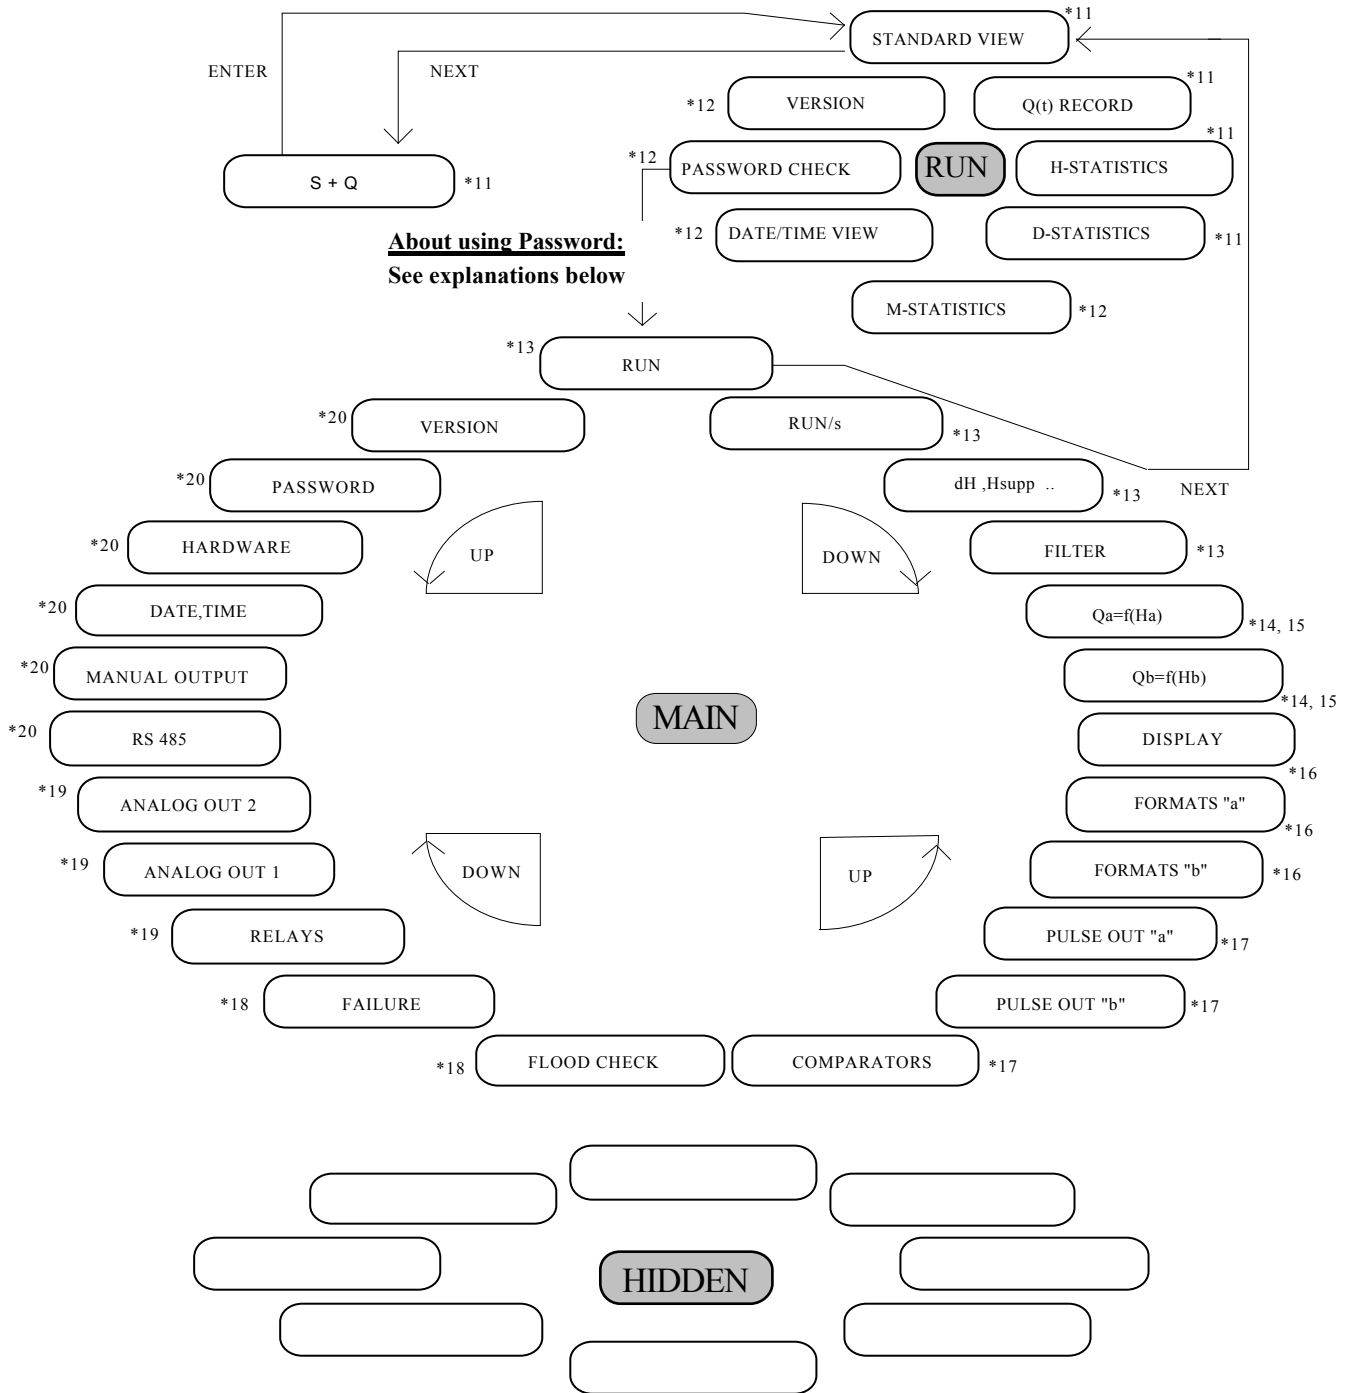 *11
STANDARD VIEW
ENTER
NEXT
*11
*12
VERSION
Q(t) RECORD
*11
*12
PASSWORD CHECK
RUN
H-STATISTICS
S + Q
*11
*12
DATE/TIME VIEW
D-STATISTICS
*11
About using Password:
See explanations below
M-STATISTICS
*12
*13
RUN
*20
VERSION
RUN/s
*13
*20
PASSWORD
dH ,Hsupp ..
*13
NEXT
*20
HARDWARE
UP
DOWN
FILTER
*13
*20
DATE,TIME
Qa=f(Ha)
*14, 15
*20
MANUAL OUTPUT
Qb=f(Hb)
*14, 15
MAIN
*20
RS 485
DISPLAY
*16
*19
ANALOG OUT 2
FORMATS "a"
*16
*19
ANALOG OUT 1
DOWN
UP
FORMATS "b"
*16
*19
RELAYS
PULSE OUT "a"
*17
*18
FAILURE
PULSE OUT "b"
*17
*18
FLOOD CHECK
COMPARATORS
*17
HIDDEN